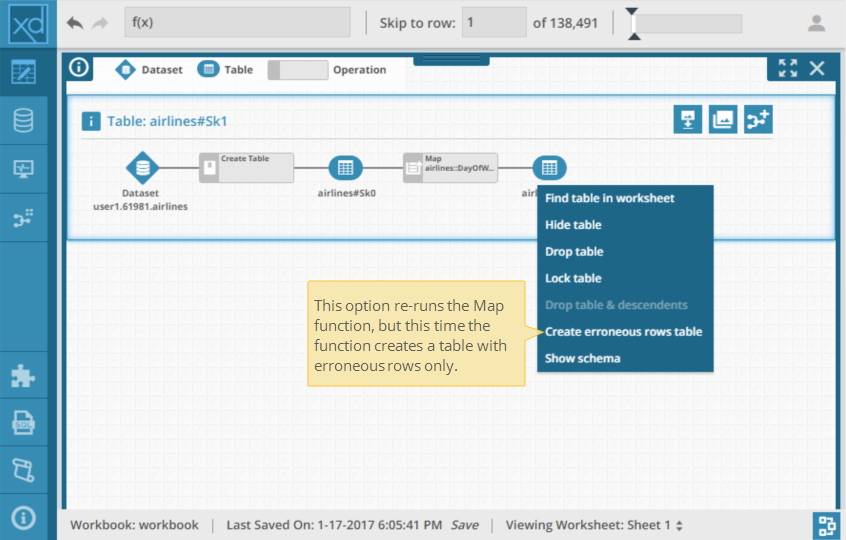 xd
f(x)
Skip to row: 1 of 138,491
Dataset Table Operation
i Table: airlines#Sk1
Create Table
Map
airlines::DayOfW...
Dataset
user1.61981.airlines
airlines#Sk0
airl
Find table in worksheet
Hide table
Drop table
Lock table
Drop table & descendents
Create erroneous rows table
Show schema
This option re-runs the Map
function, but this time the
function creates a table with
erroneous rows only.
SQL
Workbook: workbook | Last Saved On: 1-17-2017 6:05:41 PM Save | Viewing Worksheet: Sheet 1